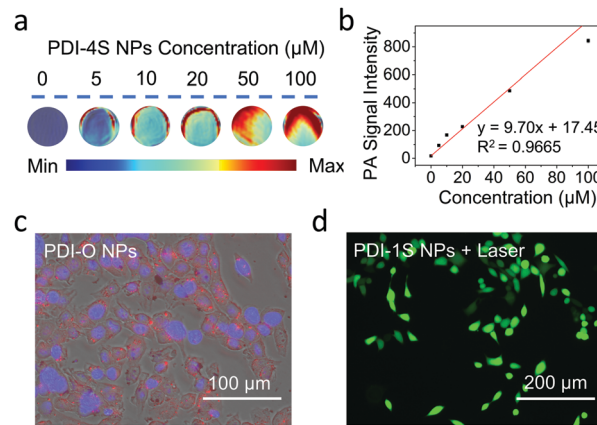 a
PDI-4S NPs Concentration (µM)
0 5 10 20 50 100
Min Max
b
PA Signal Intensity
800
600
400
200
0
y = 9.70x + 17.45
R² = 0.9665
0 20 40 60 80 100
Concentration (µM)
c
PDI-O NPs
100 µm
d
PDI-1S NPs + Laser
200 µm